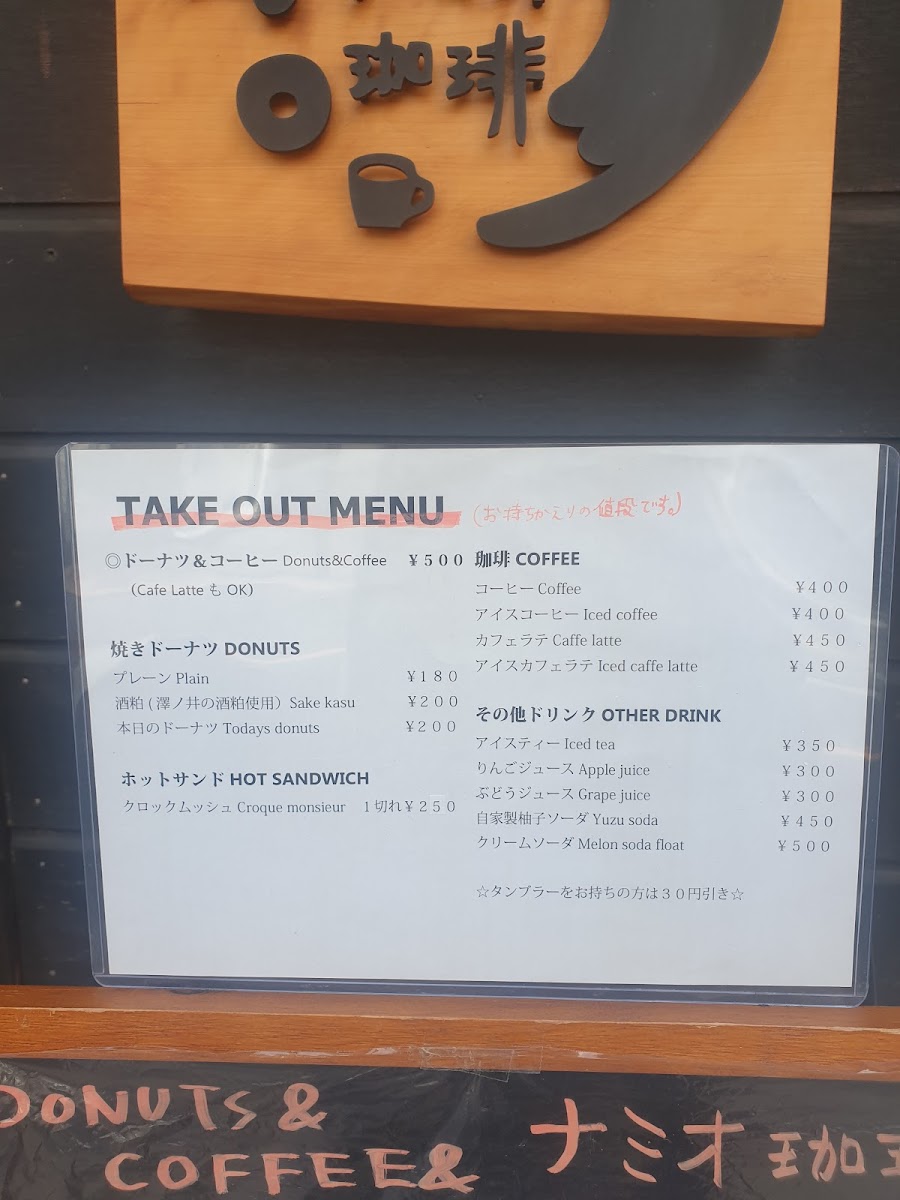 珈琲
TAKE OUT MENU (お持ちかえりの値段です。)
◎ドーナツ＆コーヒー Donuts&Coffee ￥５００
（Cafe Latte も OK）
焼きドーナツ DONUTS
プレーン Plain ￥１８０
酒粕 ( 澤ノ井の酒粕使用）Sake kasu ￥２００
本日のドーナツ Todays donuts ￥２００
ホットサンド HOT SANDWICH
クロックムッシュ Croque monsieur １切れ￥２５０
珈琲 COFFEE
コーヒー Coffee ￥４００
アイスコーヒー Iced coffee ￥４００
カフェラテ Caffe latte ￥４５０
アイスカフェラテ Iced caffe latte ￥４５０
その他ドリンク OTHER DRINK
アイスティー Iced tea ￥３５０
りんごジュース Apple juice ￥３００
ぶどうジュース Grape juice ￥３００
自家製柚子ソーダ Yuzu soda ￥４５０
クリームソーダ Melon soda float ￥５００
☆タンブラーをお持ちの方は３０円引き☆
DONUTS &
COFFEE&
ナミオ珈